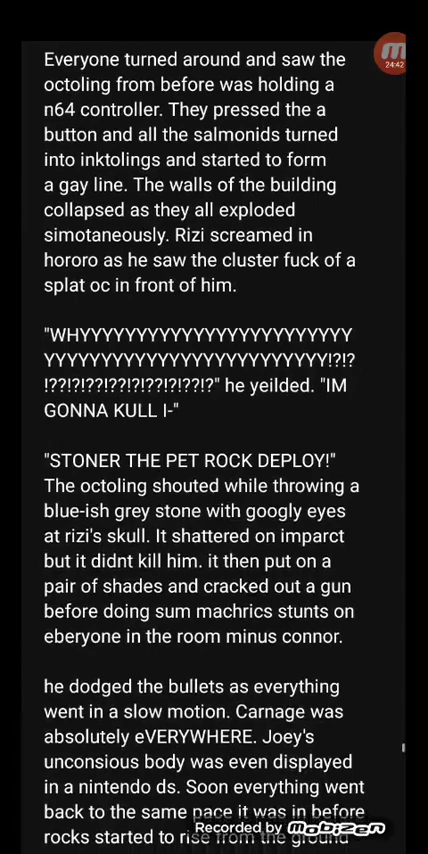 24:42
Everyone turned around and saw the
octoling from before was holding a
n64 controller. They pressed the a
button and all the salmonids turned
into inktolings and started to form
a gay line. The walls of the building
collapsed as they all exploded
simotaneously. Rizi screamed in
hororo as he saw the cluster fuck of a
splat oc in front of him.
"WHYYYYYYYYYYYYYYYYYYYYYYYY
YYYYYYYYYYYYYYYYYYYYYYYYY!?!?
!??!?!??!??!?!??!?!??!?" he yeilded. "IM
GONNA KULL I-"
"STONER THE PET ROCK DEPLOY!"
The octoling shouted while throwing a
blue-ish grey stone with googly eyes
at rizi's skull. It shattered on imparct
but it didnt kill him. it then put on a
pair of shades and cracked out a gun
before doing sum machrics stunts on
eberyone in the room minus connor.
he dodged the bullets as everything
went in a slow motion. Carnage was
absolutely eVERYWHERE. Joey's
unconsious body was even displayed
in a nintendo ds. Soon everything went
back to the same pace it was in before
rocks started to rise from the ground
Recorded by mobizen